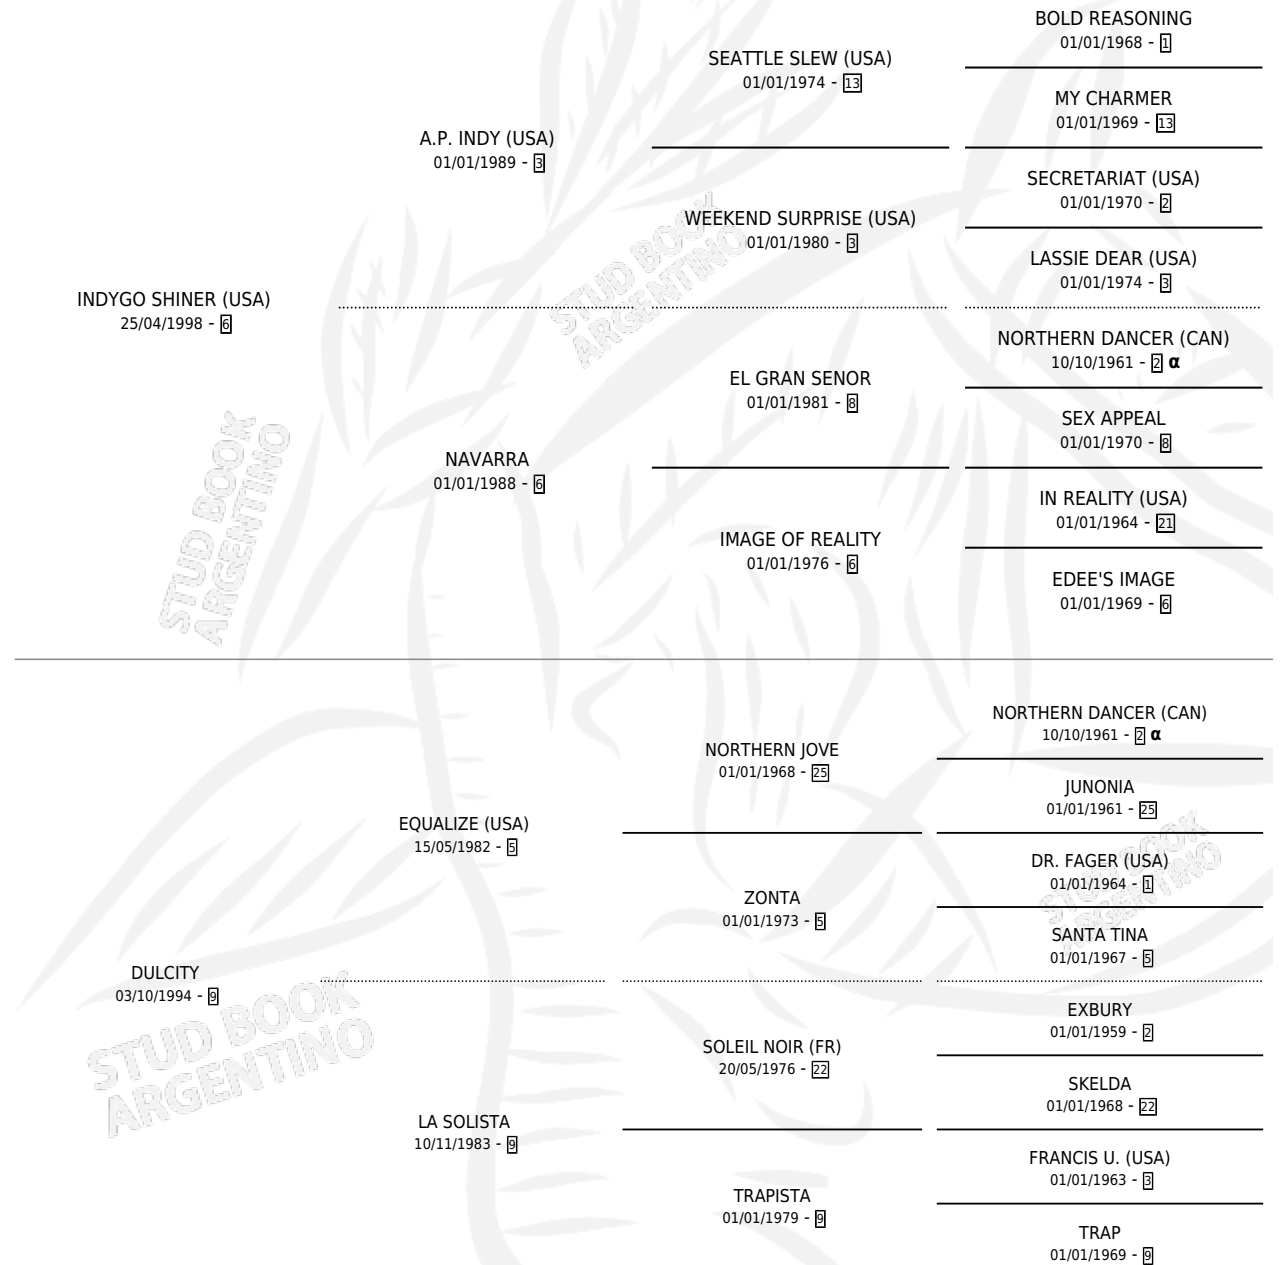 BOLD REASONING
01/01/1968 - 1
SEATTLE SLEW (USA)
01/01/1974 - 13
MY CHARMER
01/01/1969 - 13
A.P. INDY (USA)
01/01/1989 - 3
SECRETARIAT (USA)
01/01/1970 - 2
WEEKEND SURPRISE (USA)
01/01/1980 - 3
LASSIE DEAR (USA)
01/01/1974 - 3
INDYGO SHINER (USA)
25/04/1998 - 6
NORTHERN DANCER (CAN)
10/10/1961 - 2 α
EL GRAN SENOR
01/01/1981 - 8
SEX APPEAL
01/01/1970 - 8
NAVARRA
01/01/1988 - 6
IN REALITY (USA)
01/01/1964 - 21
IMAGE OF REALITY
01/01/1976 - 6
EDEE'S IMAGE
01/01/1969 - 6
NORTHERN DANCER (CAN)
10/10/1961 - 2 α
NORTHERN JOVE
01/01/1968 - 25
JUNONIA
01/01/1961 - 25
EQUALIZE (USA)
15/05/1982 - 5
DR. FAGER (USA)
01/01/1964 - 1
ZONTA
01/01/1973 - 5
SANTA TINA
01/01/1967 - 5
DULCITY
03/10/1994 - 9
EXBURY
01/01/1959 - 2
SOLEIL NOIR (FR)
20/05/1976 - 22
SKELDA
01/01/1968 - 22
LA SOLISTA
10/11/1983 - 9
FRANCIS U. (USA)
01/01/1963 - 3
TRAPISTA
01/01/1979 - 9
TRAP
01/01/1969 - 9
STUD BOOK
ARGENTINO
STUD BOOK
ARGENTINO
STUD BOOK
ARGENTINO
STUD BOOK
ARGENTINO